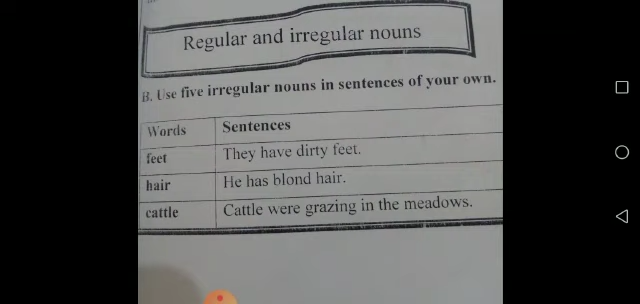 Regular and irregular nouns
B. Use five irregular nouns in sentences of your own.
Words Sentences
feet They have dirty feet.
hair He has blond hair.
cattle Cattle were grazing in the meadows.